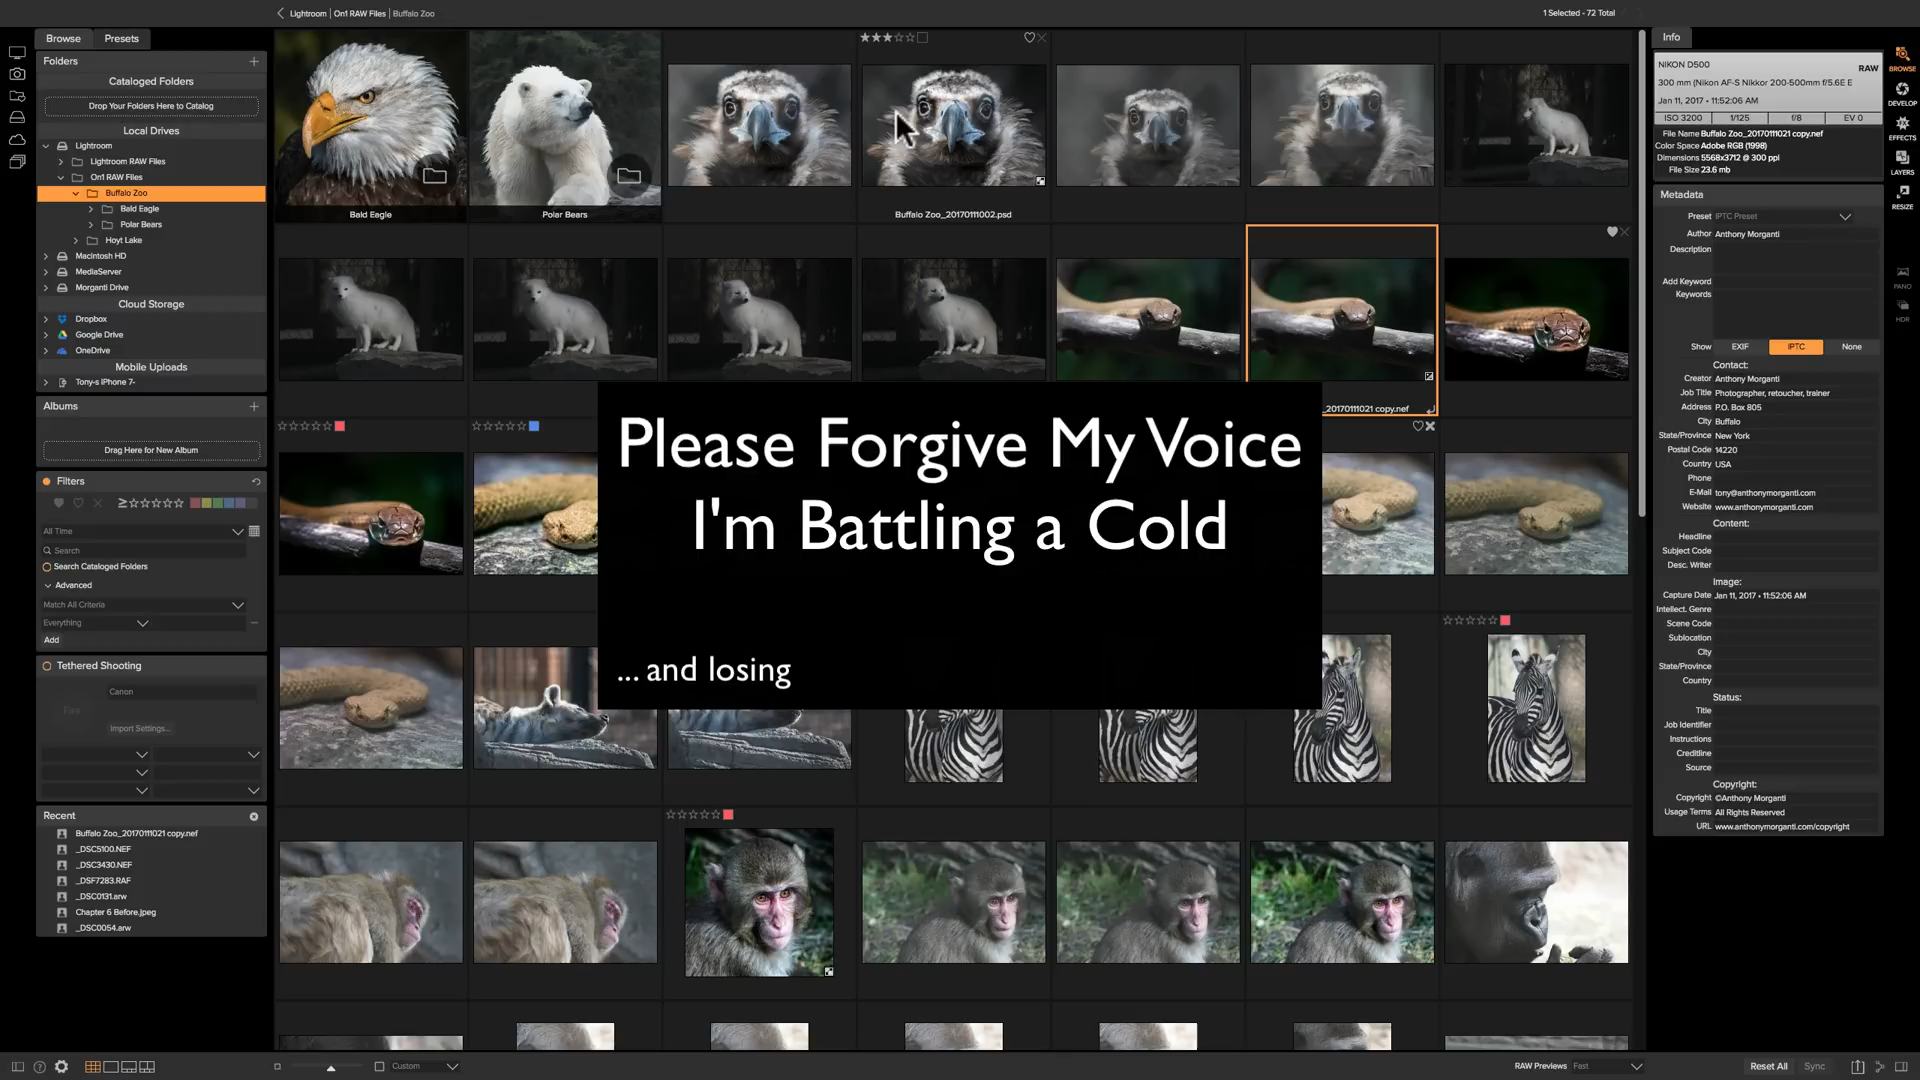 Lightroom | On1 RAW Files | Buffalo Zoo
1 Selected - 72 Total
Browse
Presets
Folders
Cataloged Folders
Drop Your Folders Here to Catalog
Local Drives
Lightroom
Lightroom RAW Files
On1 RAW Files
Buffalo Zoo
Bald Eagle
Polar Bears
Hoyt Lake
Macintosh HD
MediaServer
Morganti Drive
Cloud Storage
Dropbox
Google Drive
OneDrive
Mobile Uploads
Tony-s iPhone 7-
Albums
Drag Here for New Album
Filters
All Time
Search
Search Cataloged Folders
Advanced
Match All Criteria
Everything
Add
Tethered Shooting
Canon
Fire
Import Settings...
Recent
Buffalo Zoo_20170111021 copy.nef
_DSC5100.NEF
_DSC3430.NEF
_DSF7283.RAF
_DSC0131.arw
Chapter 6 Before.jpeg
_DSC0054.arw
Bald Eagle
Polar Bears
Buffalo Zoo_20170111002.psd
_20170111021 copy.nef
Please Forgive My Voice
I'm Battling a Cold
... and losing
Info
NIKON D500
RAW
300 mm (Nikon AF-S Nikkor 200-500mm f/5.6E E
Jan 11, 2017 • 11:52:06 AM
ISO 3200 1/125 f/8 EV 0
File Name Buffalo Zoo_20170111021 copy.nef
Color Space Adobe RGB (1998)
Dimensions 5568x3712 @ 300 ppi
File Size 23.6 mb
Metadata
Preset IPTC Preset
Author Anthony Morganti
Description
Add Keyword
Keywords
Show EXIF IPTC None
Contact:
Creator Anthony Morganti
Job Title Photographer, retoucher, trainer
Address P.O. Box 805
City Buffalo
State/Province New York
Postal Code 14220
Country USA
Phone
E-Mail tony@anthonymorganti.com
Website www.anthonymorganti.com
Content:
Headline
Subject Code
Desc. Writer
Image:
Capture Date Jan 11, 2017 • 11:52:06 AM
Intellect. Genre
Scene Code
Sublocation
City
State/Province
Country
Status:
Title
Job Identifier
Instructions
Creditline
Source
Copyright:
Copyright ©Anthony Morganti
Usage Terms All Rights Reserved
URL www.anthonymorganti.com/copyright
BROWSE
DEVELOP
EFFECTS
LAYERS
RESIZE
PANO
HDR
Custom
RAW Previews Fast
Reset All
Sync